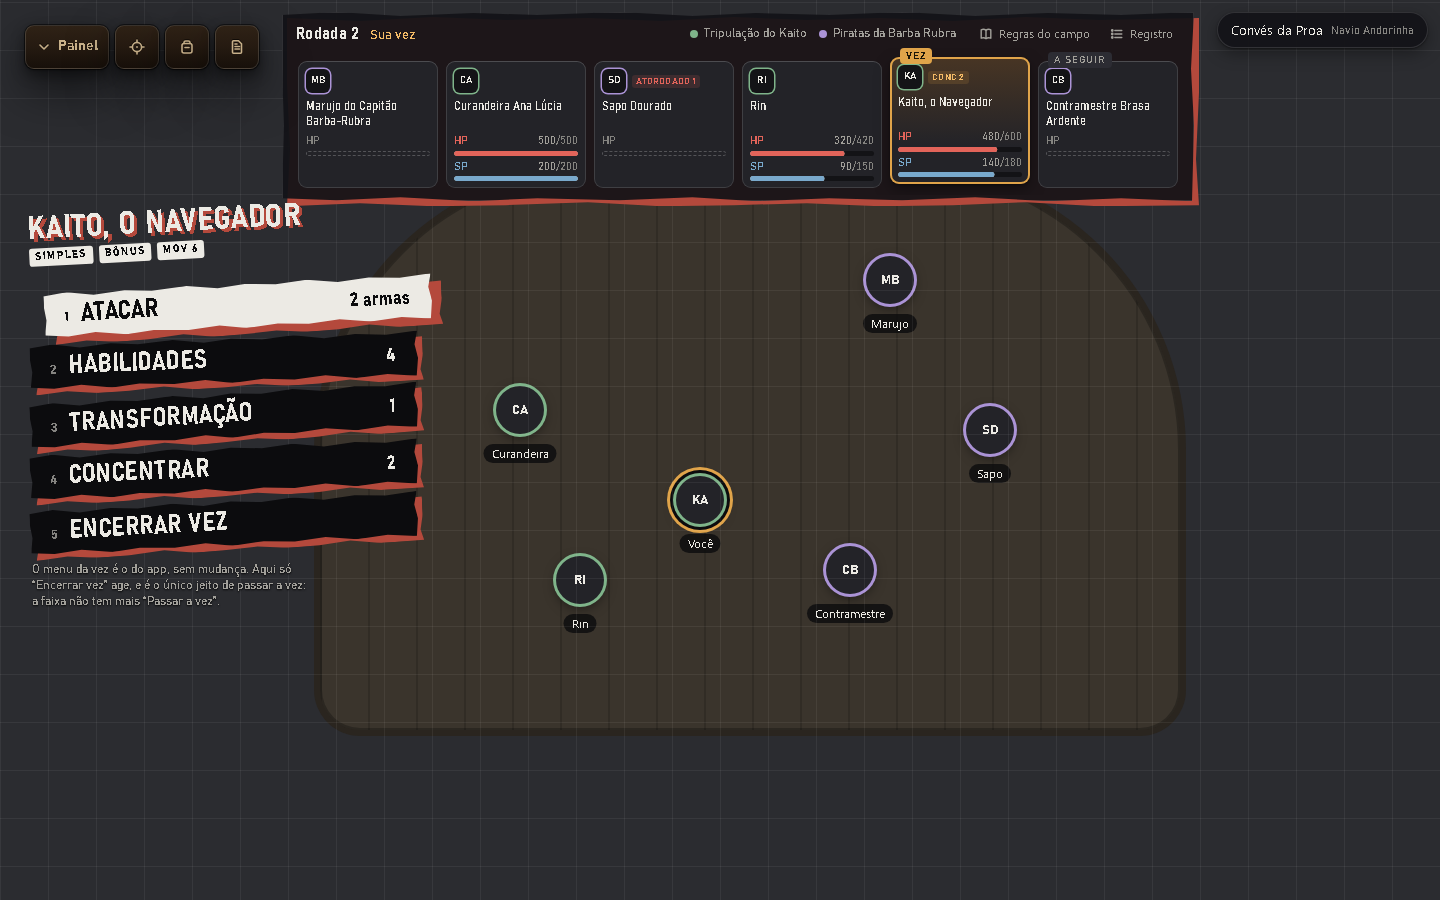 Painel
Rodada 2 Sua vez
Tripulação do Kaito Piratas da Barba Rubra Regras do campo Registro
Convés da Proa Navio Andorinha
MB
Marujo do Capitão
Barba-Rubra
HP
CA
Curandeira Ana Lúcia
HP 500/500
SP 200/200
SD ATORDOADO 1
Sapo Dourado
HP
RI
Rin
HP 320/420
SP 90/150
VEZ
KA CONC 2
Kaito, o Navegador
HP 480/600
SP 140/180
A SEGUIR
CB
Contramestre Brasa
Ardente
HP
KAITO, O NAVEGADOR
SIMPLES BÔNUS MOV 6
1 ATACAR 2 armas
2 HABILIDADES 4
3 TRANSFORMAÇÃO 1
4 CONCENTRAR 2
5 ENCERRAR VEZ
O menu da vez é o do app, sem mudança. Aqui só
"Encerrar vez" age, e é o único jeito de passar a vez:
a faixa não tem mais "Passar a vez".
MB
Marujo
CA
Curandeira
SD
Sapo
KA
Você
CB
Contramestre
RI
Rin